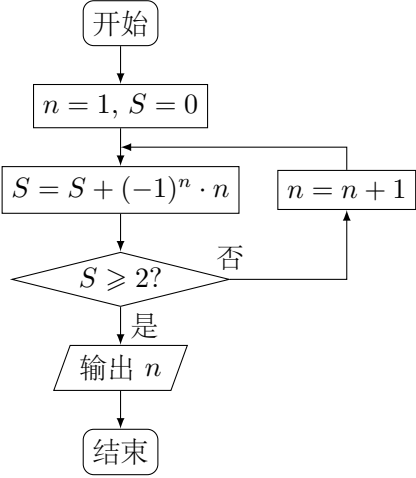 开始
n = 1, S = 0
S = S + (−1)ⁿ · n
n = n + 1
S ⩾ 2?
否
是
输出 n
结束